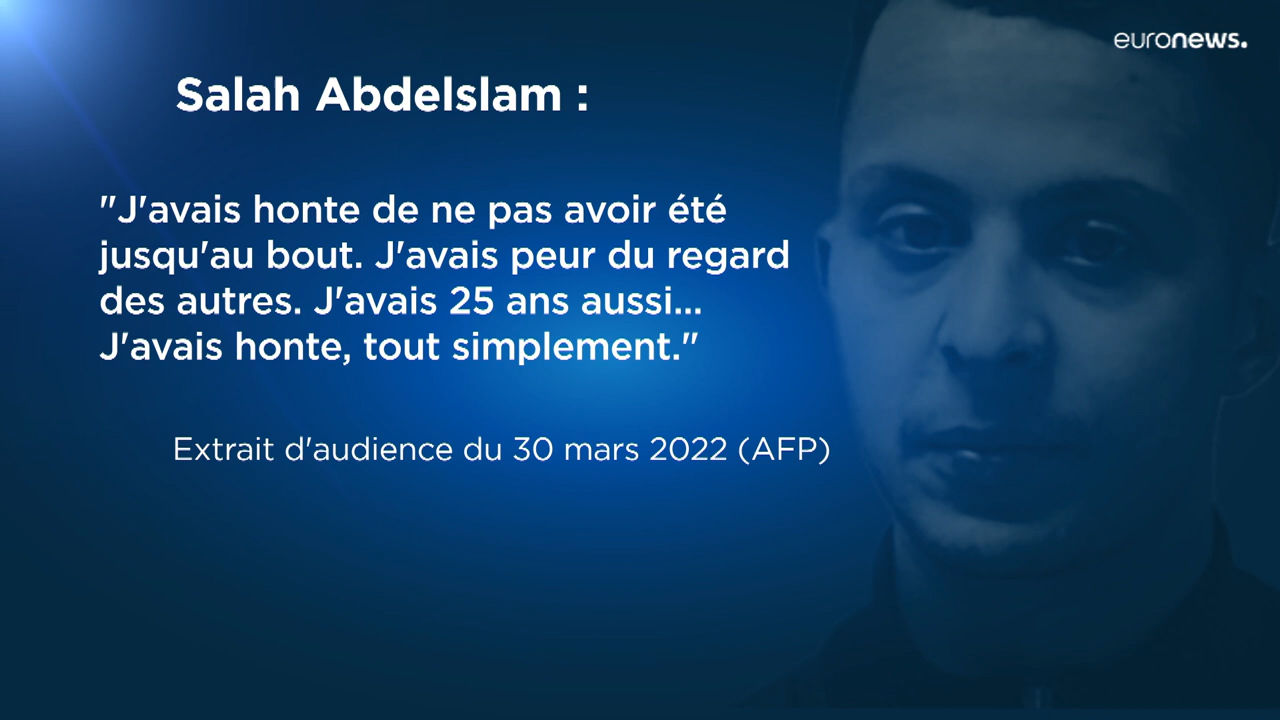 euronews.
Salah Abdelslam :
"J'avais honte de ne pas avoir été
jusqu'au bout. J'avais peur du regard
des autres. J'avais 25 ans aussi...
J'avais honte, tout simplement."
Extrait d'audience du 30 mars 2022 (AFP)